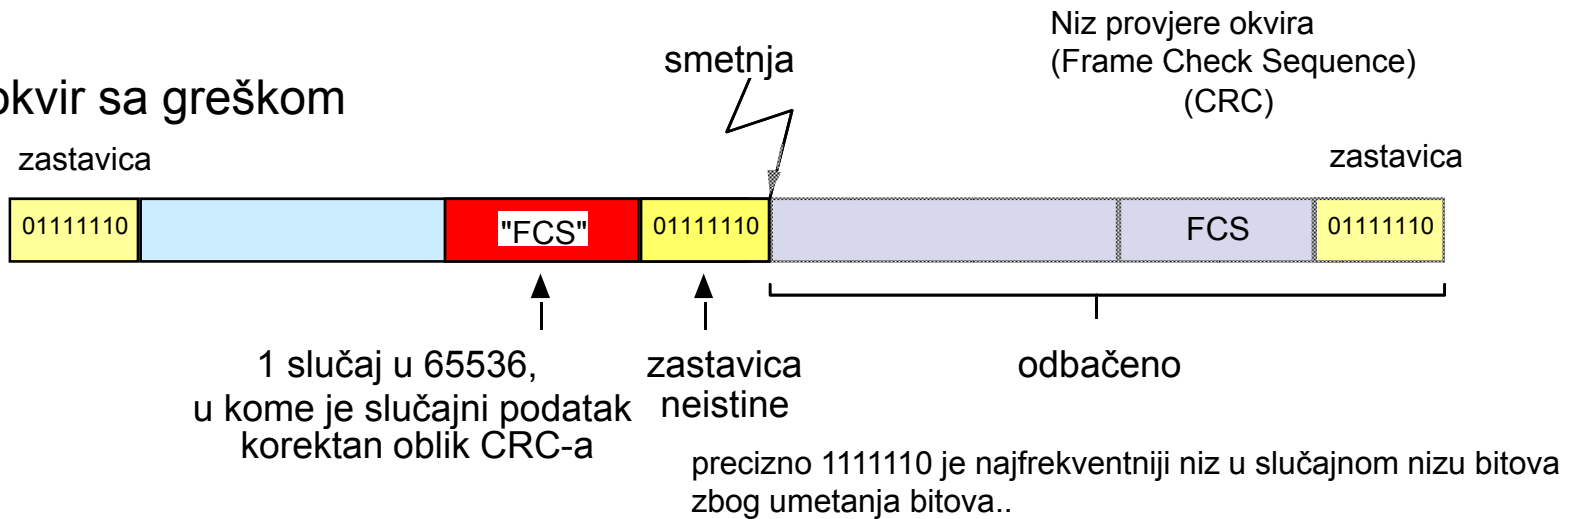 Niz provjere okvira
(Frame Check Sequence)
(CRC)
smetnja
okvir sa greškom
zastavica
zastavica
01111110
"FCS"
01111110
FCS
01111110
1 slučaj u 65536,
u kome je slučajni podatak
korektan oblik CRC-a
zastavica
neistine
odbačeno
precizno 1111110 je najfrekventniji niz u slučajnom nizu bitova
zbog umetanja bitova..